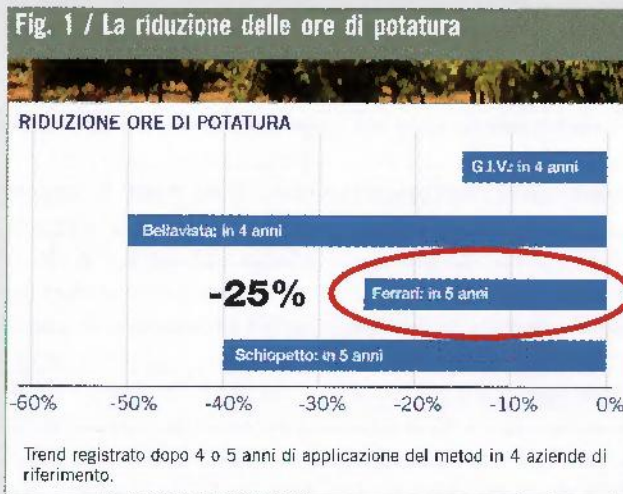 Fig. 1 / La riduzione delle ore di potatura
RIDUZIONE ORE DI POTATURA
G.I.V.: in 4 anni
Bellavista: in 4 anni
-25%
Ferrari: in 5 anni
Schiopetto: in 5 anni
-60% -50% -40% -30% -20% -10% 0%
Trend registrato dopo 4 o 5 anni di applicazione del metod in 4 aziende di
riferimento.